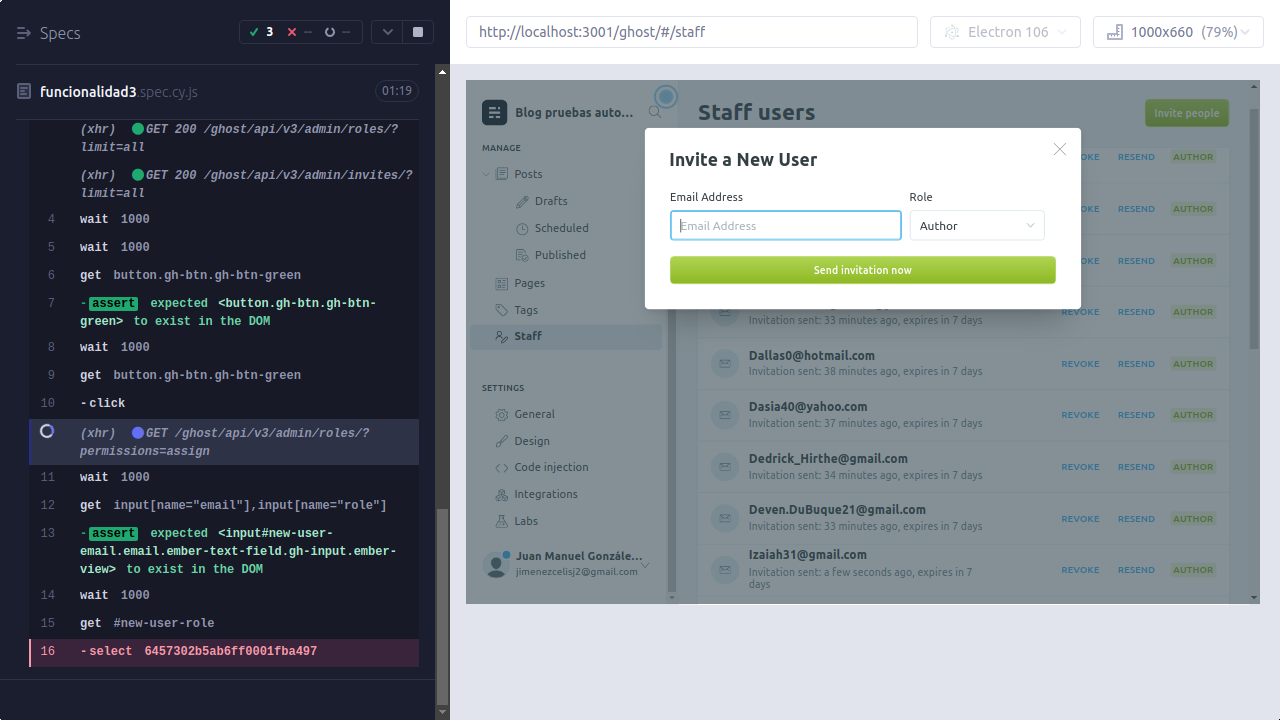 Specs
3
--
--
funcionalidad3.spec.cy.js
01:19
(xhr) GET 200 /ghost/api/v3/admin/roles/?
limit=all
(xhr) GET 200 /ghost/api/v3/admin/invites/?
limit=all
4 wait 1000
5 wait 1000
6 get button.gh-btn.gh-btn-green
7 -assert expected <button.gh-btn.gh-btn-
green> to exist in the DOM
8 wait 1000
9 get button.gh-btn.gh-btn-green
10 -click
(xhr) GET /ghost/api/v3/admin/roles/?
permissions=assign
11 wait 1000
12 get input[name="email"],input[name="role"]
13 -assert expected <input#new-user-
email.email.ember-text-field.gh-input.ember-
view> to exist in the DOM
14 wait 1000
15 get #new-user-role
16 -select 6457302b5ab6ff0001fba497
http://localhost:3001/ghost/#/staff
Electron 106
1000x660 (79%)
Blog pruebas auto...
MANAGE
Posts
Drafts
Scheduled
Published
Pages
Tags
Staff
SETTINGS
General
Design
Code injection
Integrations
Labs
Juan Manuel Gonzále...
jimenezcelisj2@gmail.com
Staff users
Invite people
Invite a New User
Email Address
Role
Email Address
Author
Send invitation now
RESEND AUTHOR
RESEND AUTHOR
RESEND AUTHOR
Invitation sent: 33 minutes ago, expires in 7 days
REVOKE RESEND AUTHOR
Dallas0@hotmail.com
Invitation sent: 38 minutes ago, expires in 7 days
REVOKE RESEND AUTHOR
Dasia40@yahoo.com
Invitation sent: 37 minutes ago, expires in 7 days
REVOKE RESEND AUTHOR
Dedrick_Hirthe@gmail.com
Invitation sent: 34 minutes ago, expires in 7 days
REVOKE RESEND AUTHOR
Deven.DuBuque21@gmail.com
Invitation sent: 33 minutes ago, expires in 7 days
REVOKE RESEND AUTHOR
Izaiah31@gmail.com
Invitation sent: a few seconds ago, expires in 7
days
REVOKE RESEND AUTHOR